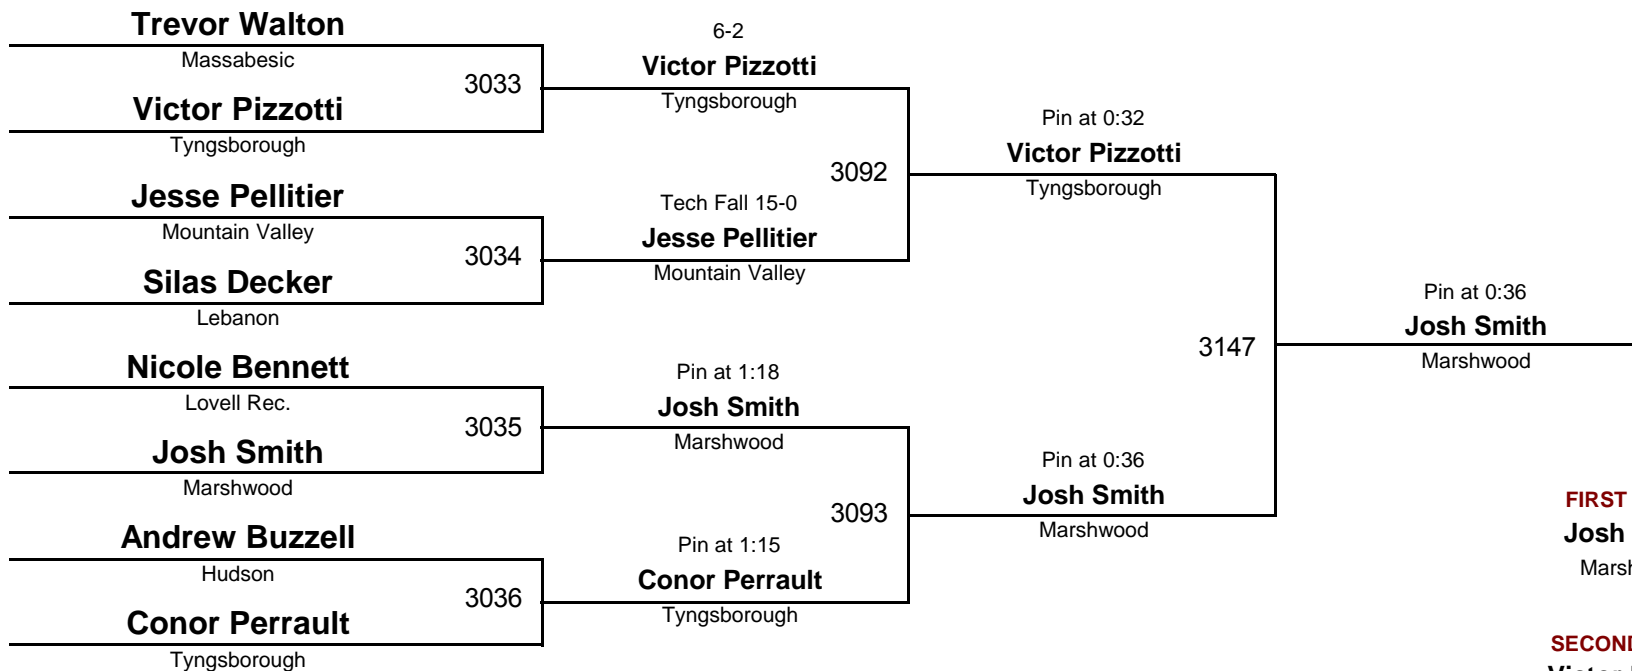 Trevor Walton
Massabesic
3033
Victor Pizzotti
Tyngsborough
Jesse Pellitier
Mountain Valley
3034
Silas Decker
Lebanon
Nicole Bennett
Lovell Rec.
3035
Josh Smith
Marshwood
Andrew Buzzell
Hudson
3036
Conor Perrault
Tyngsborough
6-2
Victor Pizzotti
Tyngsborough
3092
Tech Fall 15-0
Jesse Pellitier
Mountain Valley
Pin at 1:18
Josh Smith
Marshwood
3093
Pin at 1:15
Conor Perrault
Tyngsborough
Pin at 0:32
Victor Pizzotti
Tyngsborough
3147
Pin at 0:36
Josh Smith
Marshwood
Pin at 0:36
Josh Smith
Marshwood
FIRST
Josh
Marsh
SECOND
Victor